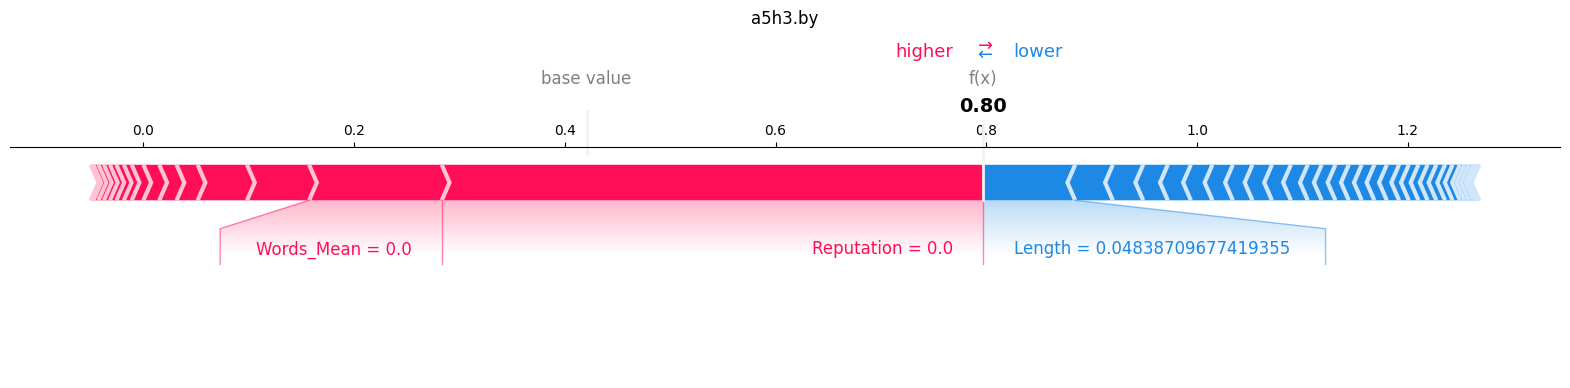 a5h3.by
higher ⇄ lower
base value f(x)
0.80
0.0 0.2 0.4 0.6 0.8 1.0 1.2
Words_Mean = 0.0 Reputation = 0.0 Length = 0.04838709677419355